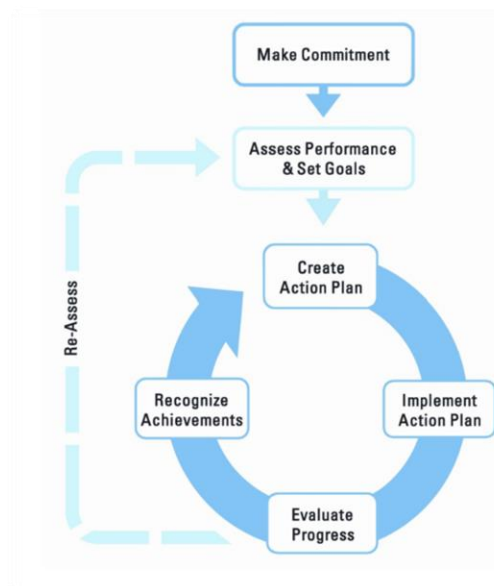 Make Commitment
Assess Performance
& Set Goals
Create
Action Plan
Re-Assess
Recognize
Achievements
Implement
Action Plan
Evaluate
Progress